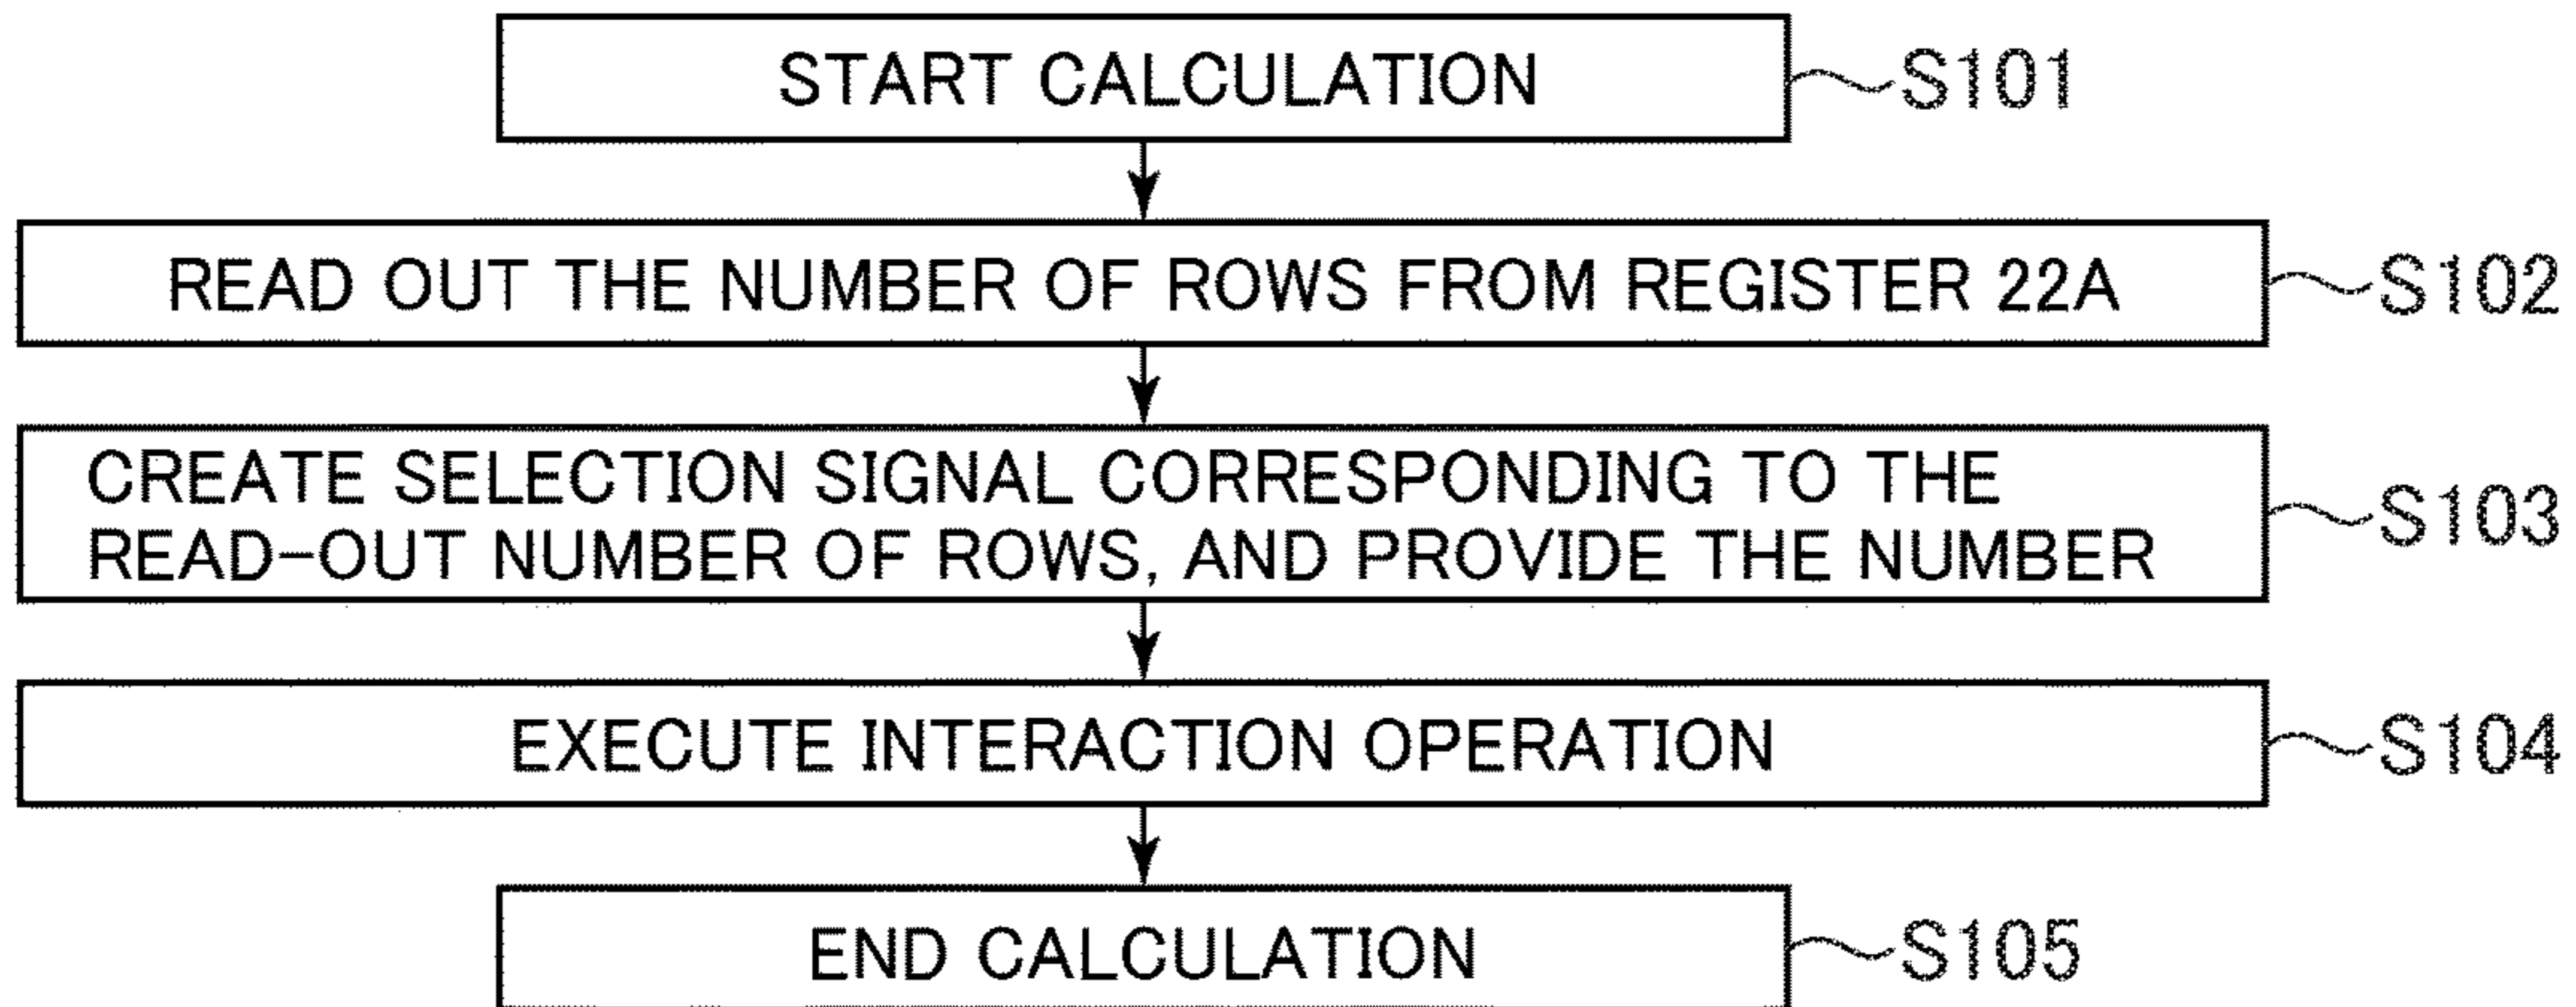 START CALCULATION
S101
READ OUT THE NUMBER OF ROWS FROM REGISTER 22A
S102
CREATE SELECTION SIGNAL CORRESPONDING TO THE
READ-OUT NUMBER OF ROWS, AND PROVIDE THE NUMBER
S103
EXECUTE INTERACTION OPERATION
S104
END CALCULATION
S105